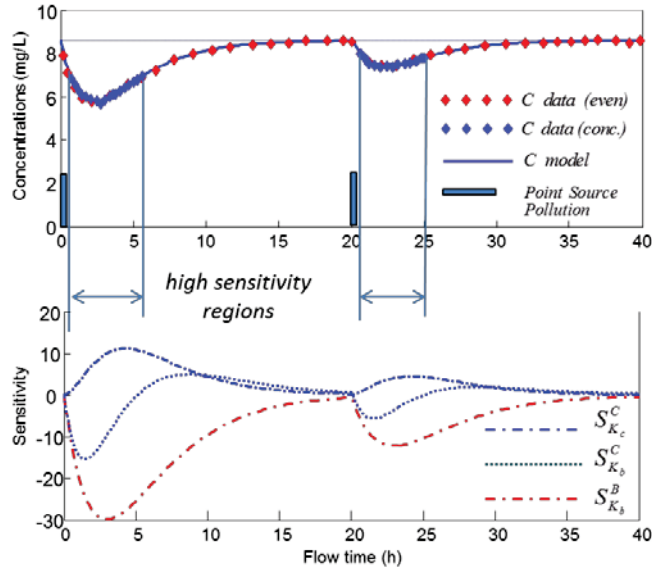 Concentrations (mg/L)
10
8
6
4
2
0
C data (even)
C data (conc.)
C model
Point Source
Pollution
0 5 10 15 20 25 30 35 40
high sensitivity
regions
Sensitivity
20
10
0
-10
-20
-30
S^C_{K_c}
S^C_{K_b}
S^B_{K_b}
0 5 10 15 20 25 30 35 40
Flow time (h)